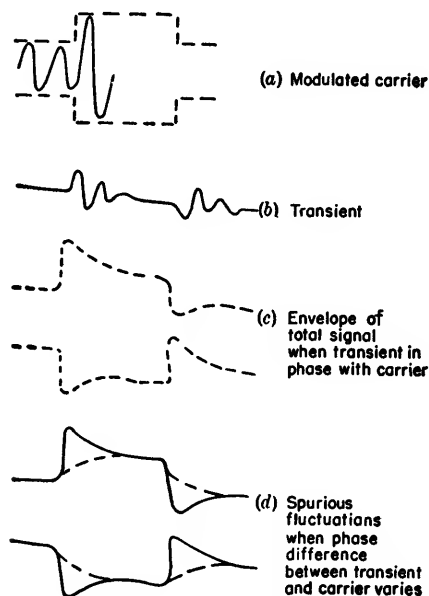 (a) Modulated carrier
(b) Transient
(c) Envelope of
total signal
when transient in
phase with carrier
(d) Spurious
fluctuations
when phase
difference
between transient
and carrier varies